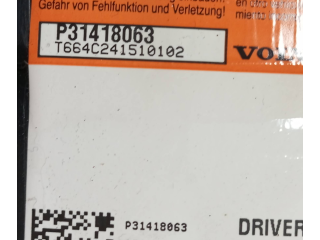 Gefahr von Fehlfunktion und Verletzung!
P31418063
T664C241510102
P31418063
DRIVER